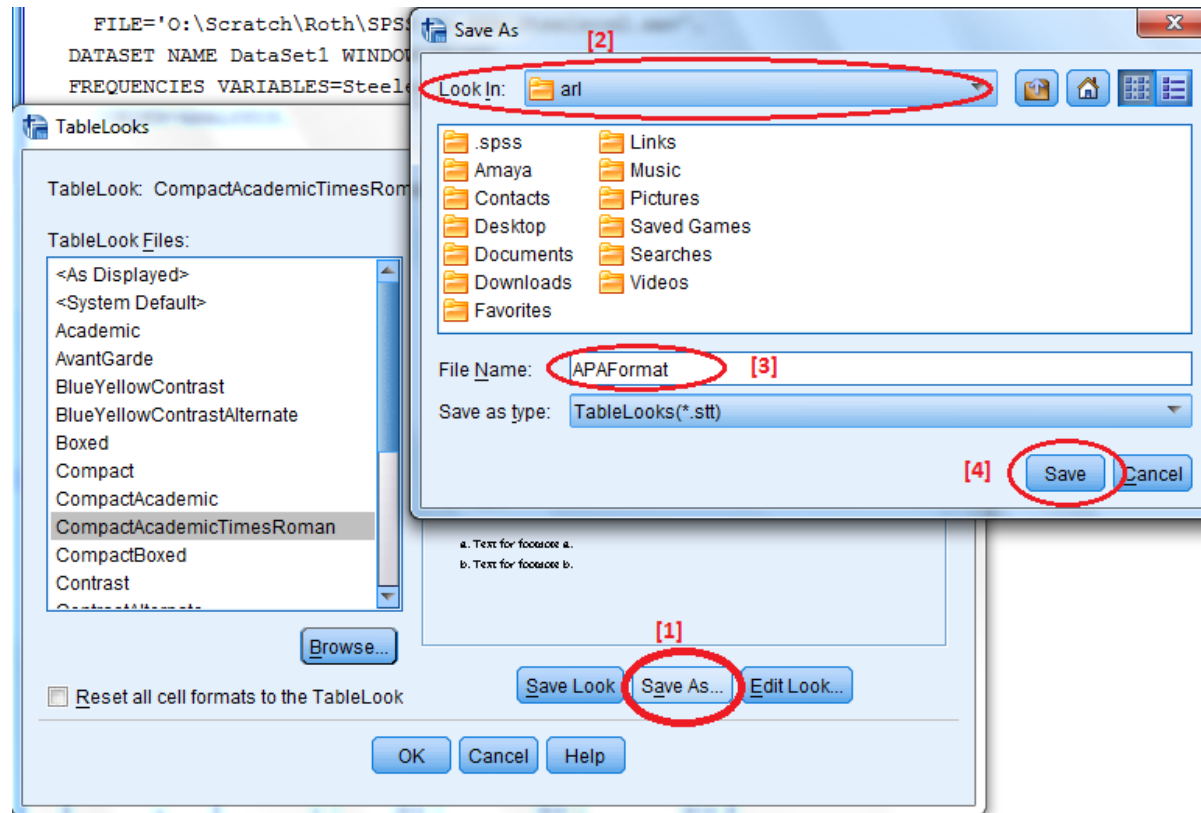 FILE='O:\Scratch\Roth\SPSS
DATASET NAME DataSet1 WINDOW
FREQUENCIES VARIABLES=Steele
Save As
[2]
Look In: arl
.spss
Links
Amaya
Music
Contacts
Pictures
Desktop
Saved Games
Documents
Searches
Downloads
Videos
Favorites
File Name: APAFormat [3]
Save as type: TableLooks(*.stt)
[4] Save Cancel
TableLooks
TableLook: CompactAcademicTimesRoman
TableLook Files:
<As Displayed>
<System Default>
Academic
AvantGarde
BlueYellowContrast
BlueYellowContrastAlternate
Boxed
Compact
CompactAcademic
CompactAcademicTimesRoman
CompactBoxed
Contrast
ContrastAlternate
a. Text for footnote a.
b. Text for footnote b.
Browse...
[1]
Reset all cell formats to the TableLook
Save Look Save As... Edit Look...
OK Cancel Help